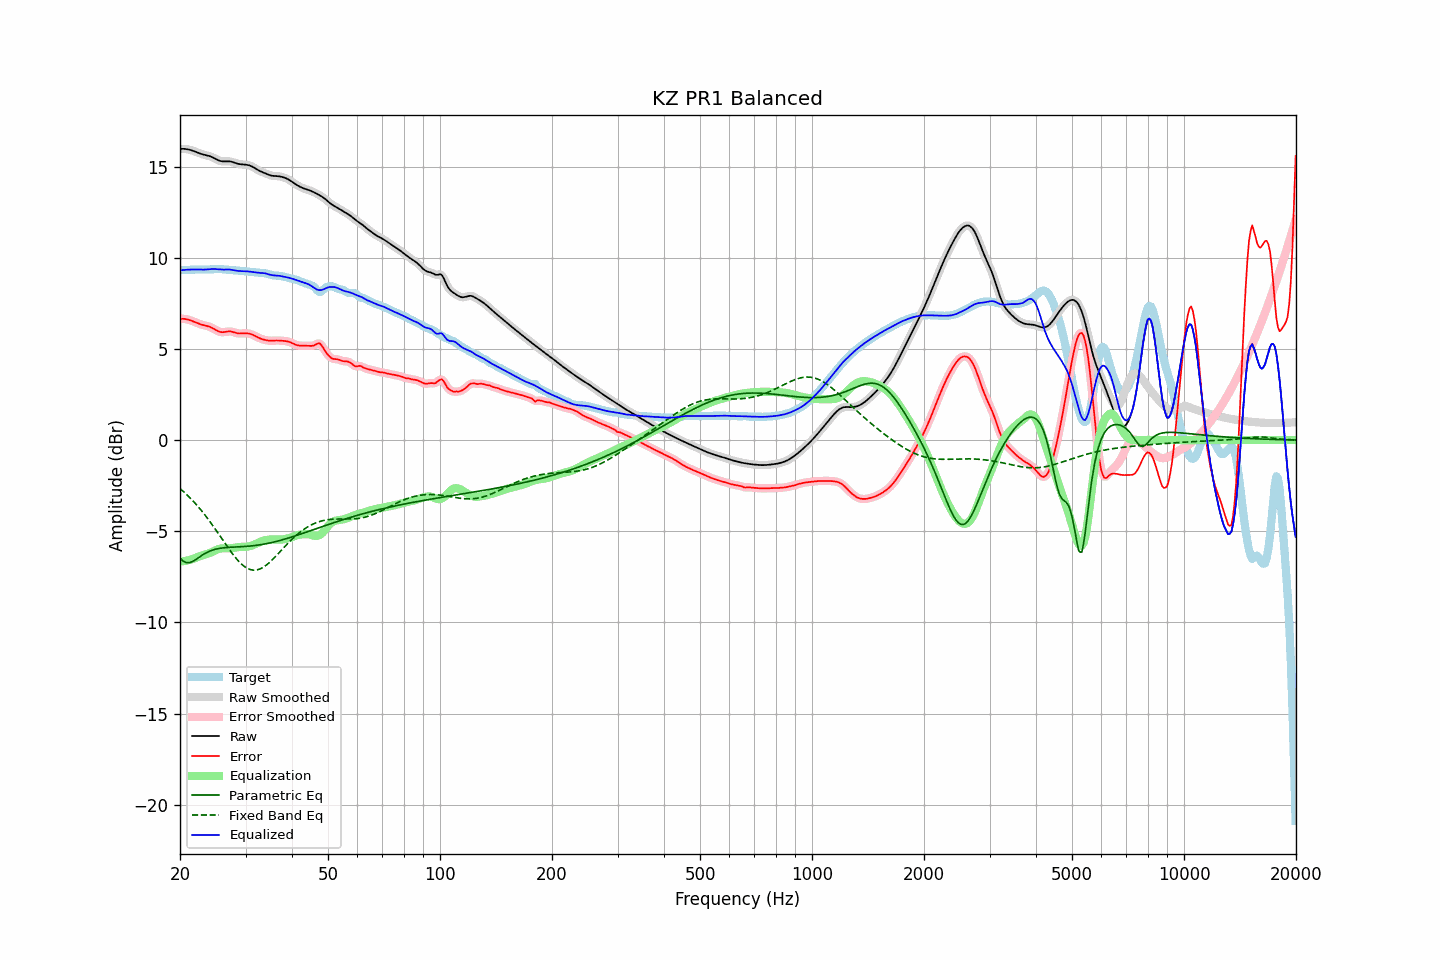 KZ PR1 Balanced
Amplitude (dBr)
15
10
5
0
−5
−10
−15
−20
Target
Raw Smoothed
Error Smoothed
Raw
Error
Equalization
Parametric Eq
Fixed Band Eq
Equalized
20 50 100 200 500 1000 2000 5000 10000 20000
Frequency (Hz)